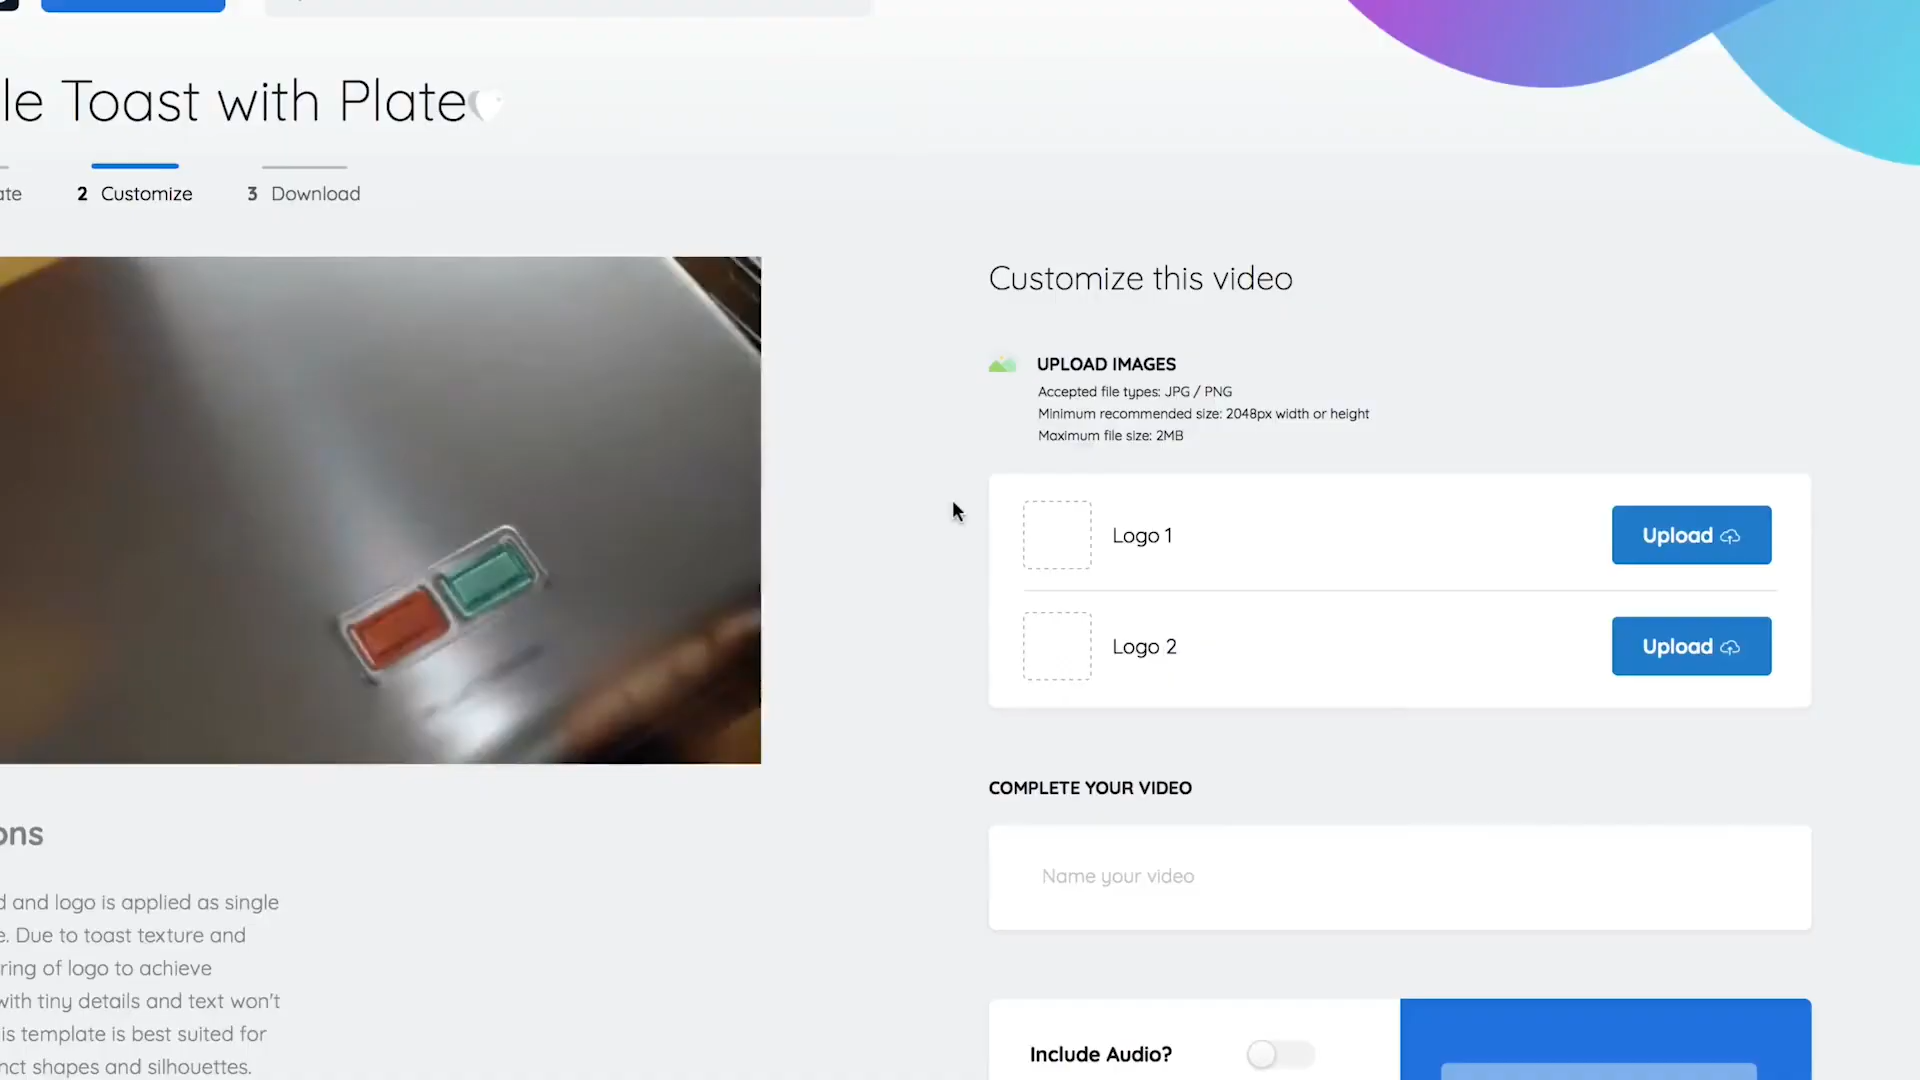 le Toast with Plate
ate
2 Customize
3 Download
Customize this video
UPLOAD IMAGES
Accepted file types: JPG / PNG
Minimum recommended size: 2048px width or height
Maximum file size: 2MB
Logo 1
Upload
Logo 2
Upload
COMPLETE YOUR VIDEO
Name your video
Include Audio?
ons
d and logo is applied as single
e. Due to toast texture and
ring of logo to achieve
with tiny details and text won't
is template is best suited for
nct shapes and silhouettes.